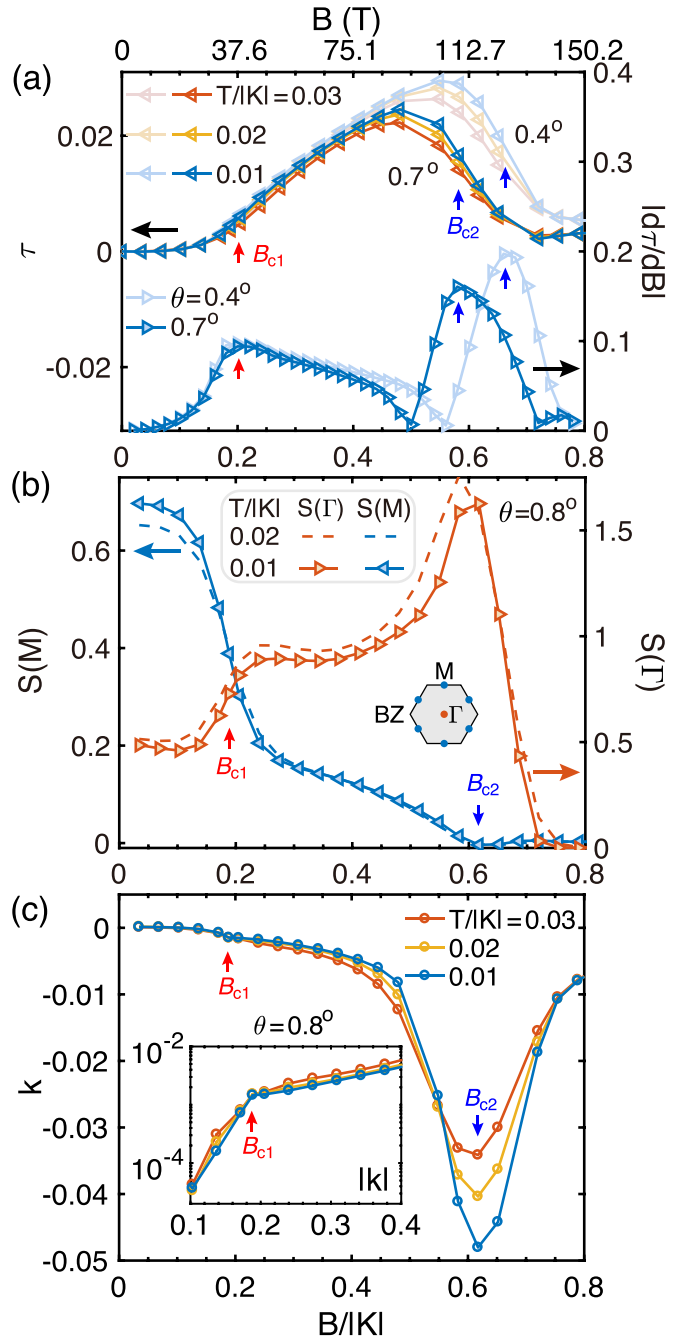 B (T)
0 37.6 75.1 112.7 150.2
(a)
T/|K|=0.03
0.02
0.01
0.4°
0.7°
B_c1
B_c2
θ=0.4°
0.7°
0.02
0
-0.02
τ
0.4
0.3
0.2
0.1
0
|dτ/dB|
0 0.2 0.4 0.6 0.8
(b)
T/|K| S(Γ) S(M)
0.02
0.01
θ=0.8°
M
BZ
Γ
B_c1
B_c2
0.6
0.4
0.2
0
S(M)
1.5
1
0.5
0
S(Γ)
0 0.2 0.4 0.6 0.8
(c)
T/|K|=0.03
0.02
0.01
B_c1
θ=0.8°
B_c2
0
-0.01
-0.02
-0.03
-0.04
-0.05
k
10^-2
10^-4
B_c1
|k|
0.1 0.2 0.3 0.4
0 0.2 0.4 0.6 0.8
B/|K|